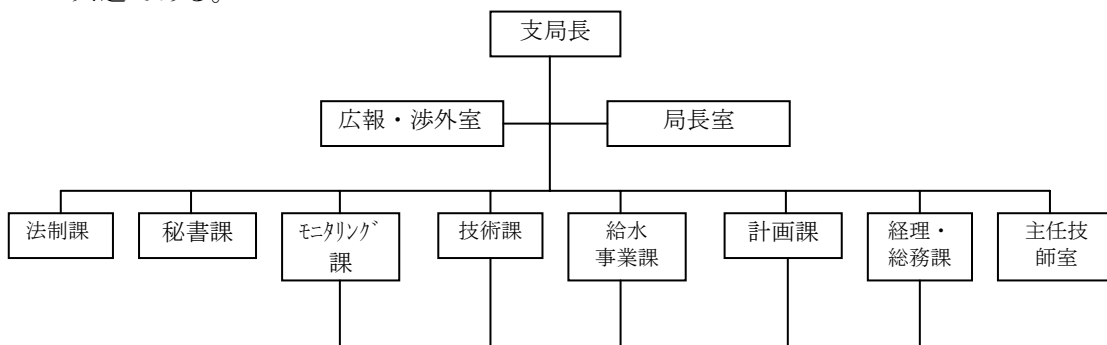 支局長
広報・渉外室
局長室
法制課
秘書課
ﾓﾆﾀﾘﾝｸﾞ
課
技術課
給水
事業課
計画課
経理・
総務課
主任技
師室